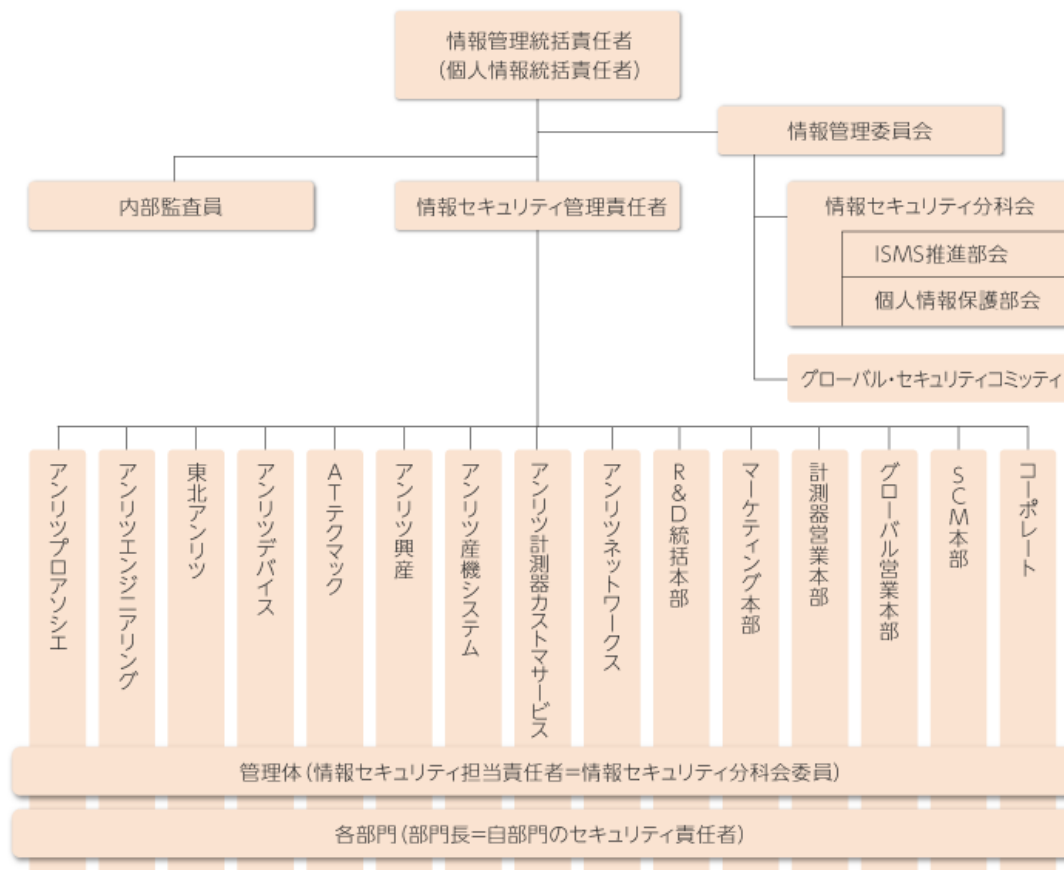 情報管理統括責任者
(個人情報統括責任者)
情報管理委員会
内部監査員
情報セキュリティ管理責任者
情報セキュリティ分科会
ISMS推進部会
個人情報保護部会
グローバル・セキュリティコミッティ
アンリツプロアソシエ
アンリツエンジニアリング
東北アンリツ
アンリツデバイス
ATテクマック
アンリツ興産
アンリツ産機システム
アンリツ計測器カストマサービス
アンリツネットワークス
R&D統括本部
マーケティング本部
計測器営業本部
グローバル営業本部
SCM本部
コーポレート
管理体(情報セキュリティ担当責任者=情報セキュリティ分科会委員)
各部門(部門長=自部門のセキュリティ責任者)